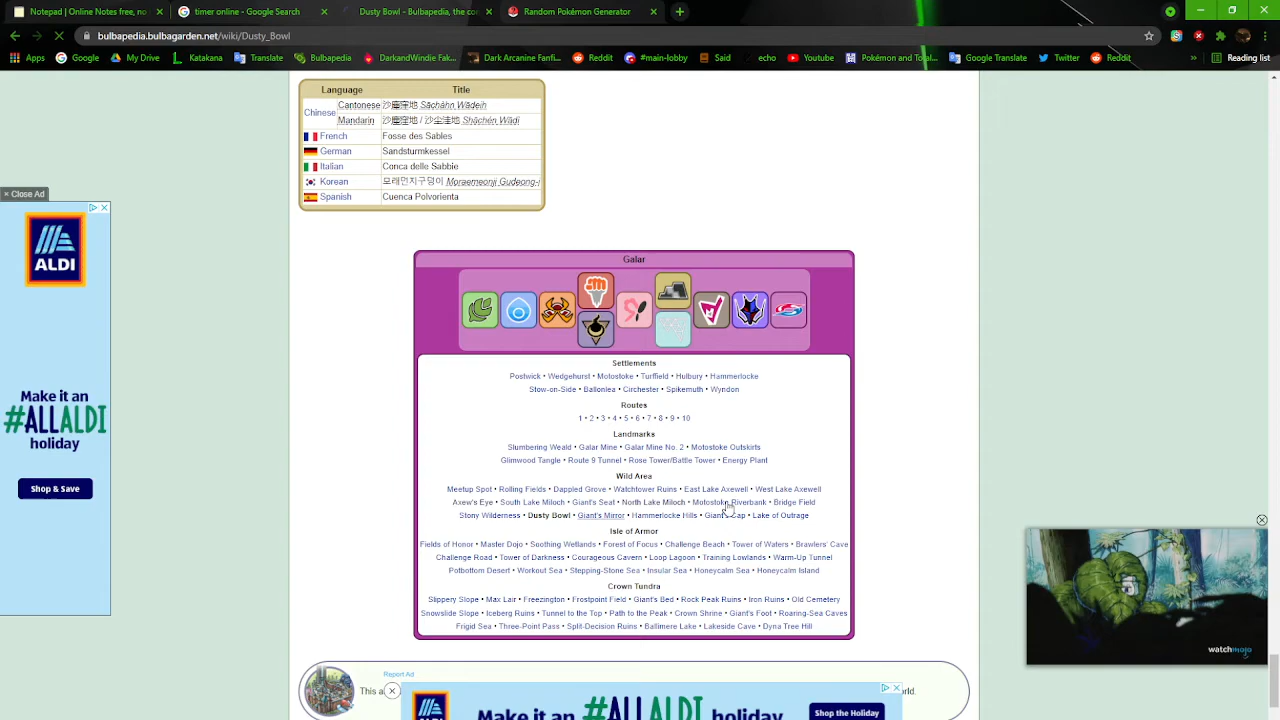 Notepad | Online Notes free, no
timer online - Google Search
Dusty Bowl - Bulbapedia, the con
Random Pokémon Generator
bulbapedia.bulbagarden.net/wiki/Dusty_Bowl
Apps Google My Drive Katakana Translate Bulbapedia DarkandWindie Fak... Dark Arcanine Fanfi... Reddit #main-lobby Said echo Youtube Pokémon and Total... Google Translate Twitter Reddit » Reading list
Language Title
Chinese Cantonese 沙塵窪地 Sāchàhn Wādeih
Mandarin 沙塵窪地 / 沙尘洼地 Shāchén Wādì
French Fosse des Sables
German Sandsturmkessel
Italian Conca delle Sabbie
Korean 모래먼지구덩이 Moraemeonji Gudeong-i
Spanish Cuenca Polvorienta
× Close Ad
ALDI
Make it an
#ALLALDI
holiday
Shop & Save
Galar
Settlements
Postwick • Wedgehurst • Motostoke • Turffield • Hulbury • Hammerlocke
Stow-on-Side • Ballonlea • Circhester • Spikemuth • Wyndon
Routes
1 • 2 • 3 • 4 • 5 • 6 • 7 • 8 • 9 • 10
Landmarks
Slumbering Weald • Galar Mine • Galar Mine No. 2 • Motostoke Outskirts
Glimwood Tangle • Route 9 Tunnel • Rose Tower/Battle Tower • Energy Plant
Wild Area
Meetup Spot • Rolling Fields • Dappled Grove • Watchtower Ruins • East Lake Axewell • West Lake Axewell
Axew's Eye • South Lake Miloch • Giant's Seat • North Lake Miloch • Motostoke Riverbank • Bridge Field
Stony Wilderness • Dusty Bowl • Giant's Mirror • Hammerlocke Hills • Giant's Cap • Lake of Outrage
Isle of Armor
Fields of Honor • Master Dojo • Soothing Wetlands • Forest of Focus • Challenge Beach • Tower of Waters • Brawlers' Cave
Challenge Road • Tower of Darkness • Courageous Cavern • Loop Lagoon • Training Lowlands • Warm-Up Tunnel
Potbottom Desert • Workout Sea • Stepping-Stone Sea • Insular Sea • Honeycalm Sea • Honeycalm Island
Crown Tundra
Slippery Slope • Max Lair • Freezington • Frostpoint Field • Giant's Bed • Rock Peak Ruins • Iron Ruins • Old Cemetery
Snowslide Slope • Iceberg Ruins • Tunnel to the Top • Path to the Peak • Crown Shrine • Giant's Foot • Roaring-Sea Caves
Frigid Sea • Three-Point Pass • Split-Decision Ruins • Ballimere Lake • Lakeside Cave • Dyna Tree Hill
watchmojo
Report Ad
This a
orld.
Make it an #ALLALDI holiday
Shop the Holiday